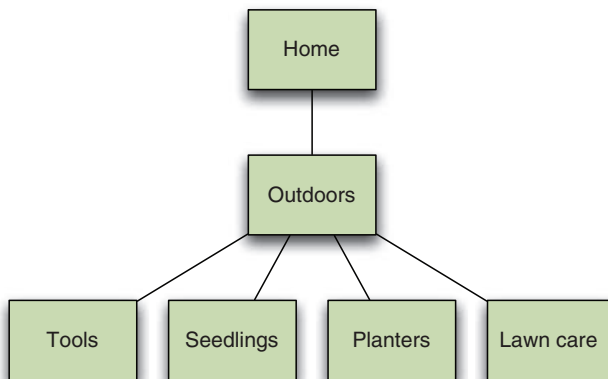 Home
Outdoors
Tools
Seedlings
Planters
Lawn care